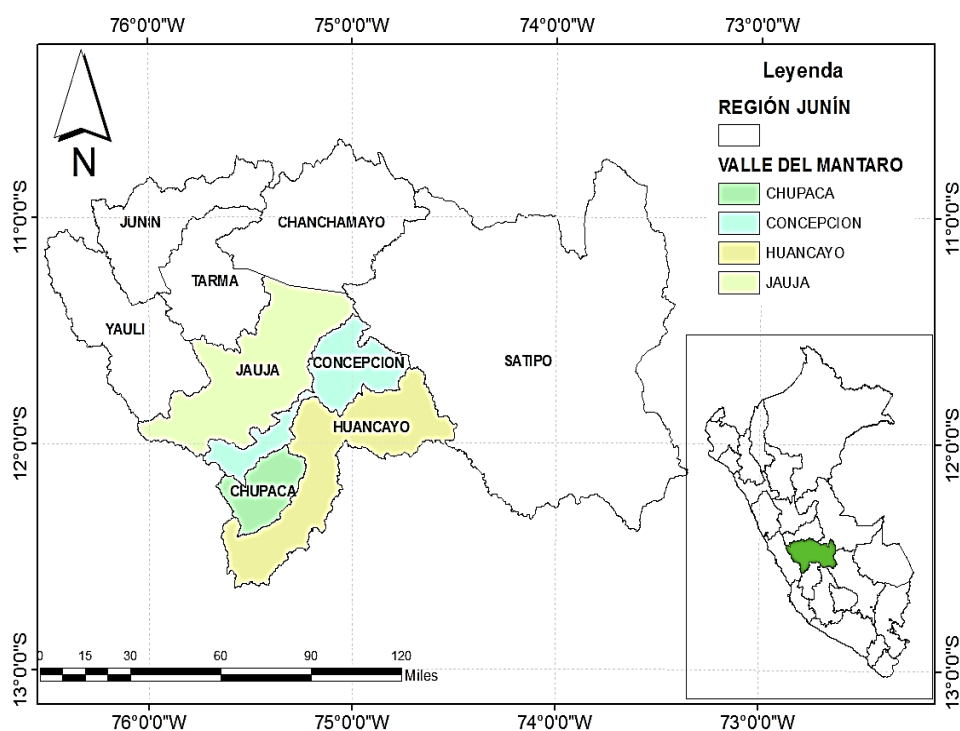 76°0'0"W 75°0'0"W 74°0'0"W 73°0'0"W
Leyenda
REGIÓN JUNÍN
VALLE DEL MANTARO
CHUPACA
CONCEPCION
HUANCAYO
JAUJA
N
11°0'0"S
11°0'0"S
JUNIN
CHANCHAMAYO
TARMA
YAULI
JAUJA
CONCEPCION
SATIPO
HUANCAYO
12°0'0"S
12°0'0"S
CHUPACA
0 15 30 60 90 120
Miles
13°0'0"S
13°0'0"S
76°0'0"W 75°0'0"W 74°0'0"W 73°0'0"W